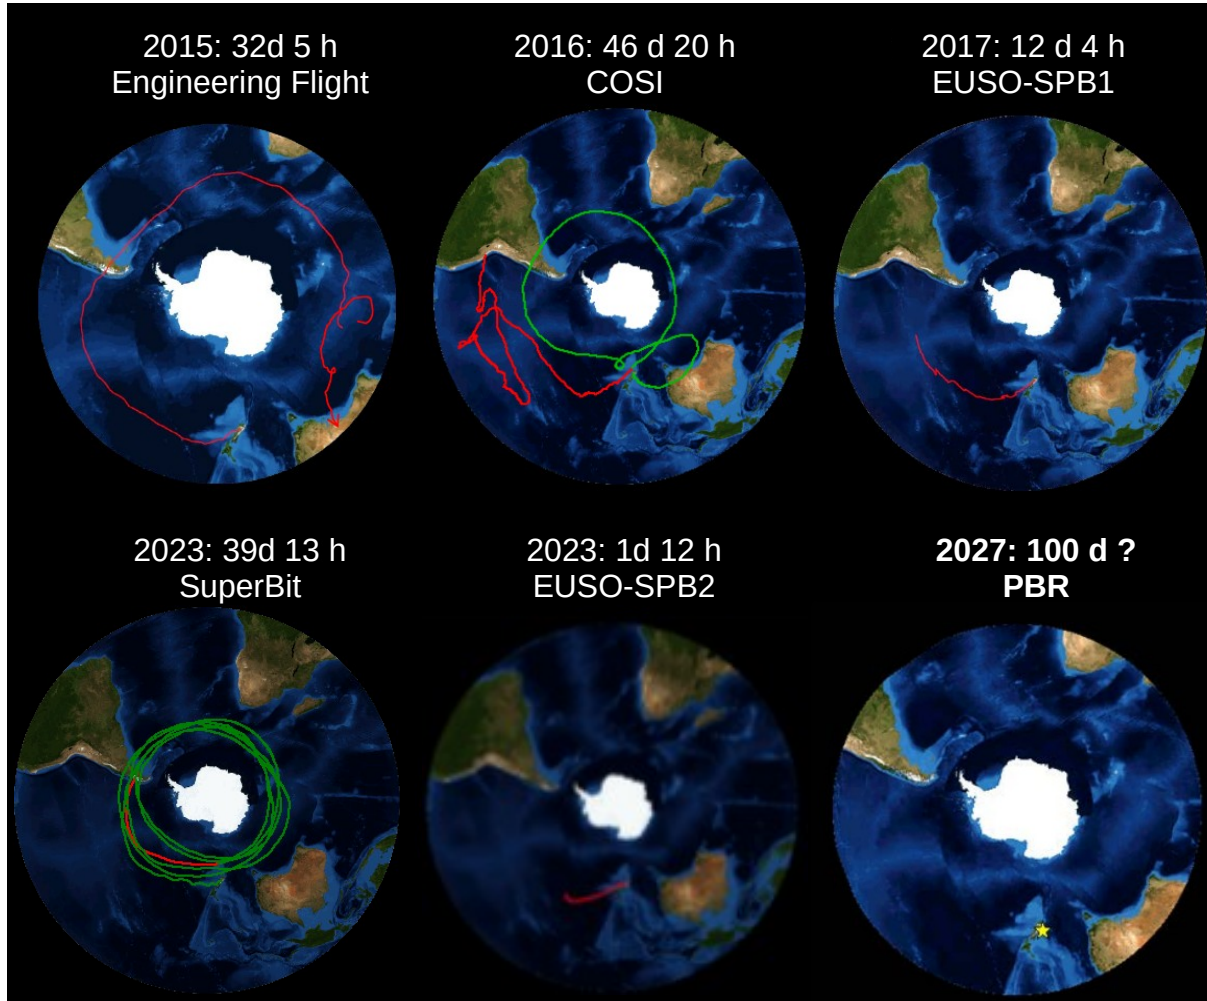 2015: 32d 5 h
Engineering Flight
2016: 46 d 20 h
COSI
2017: 12 d 4 h
EUSO-SPB1
2023: 39d 13 h
SuperBit
2023: 1d 12 h
EUSO-SPB2
2027: 100 d ?
PBR